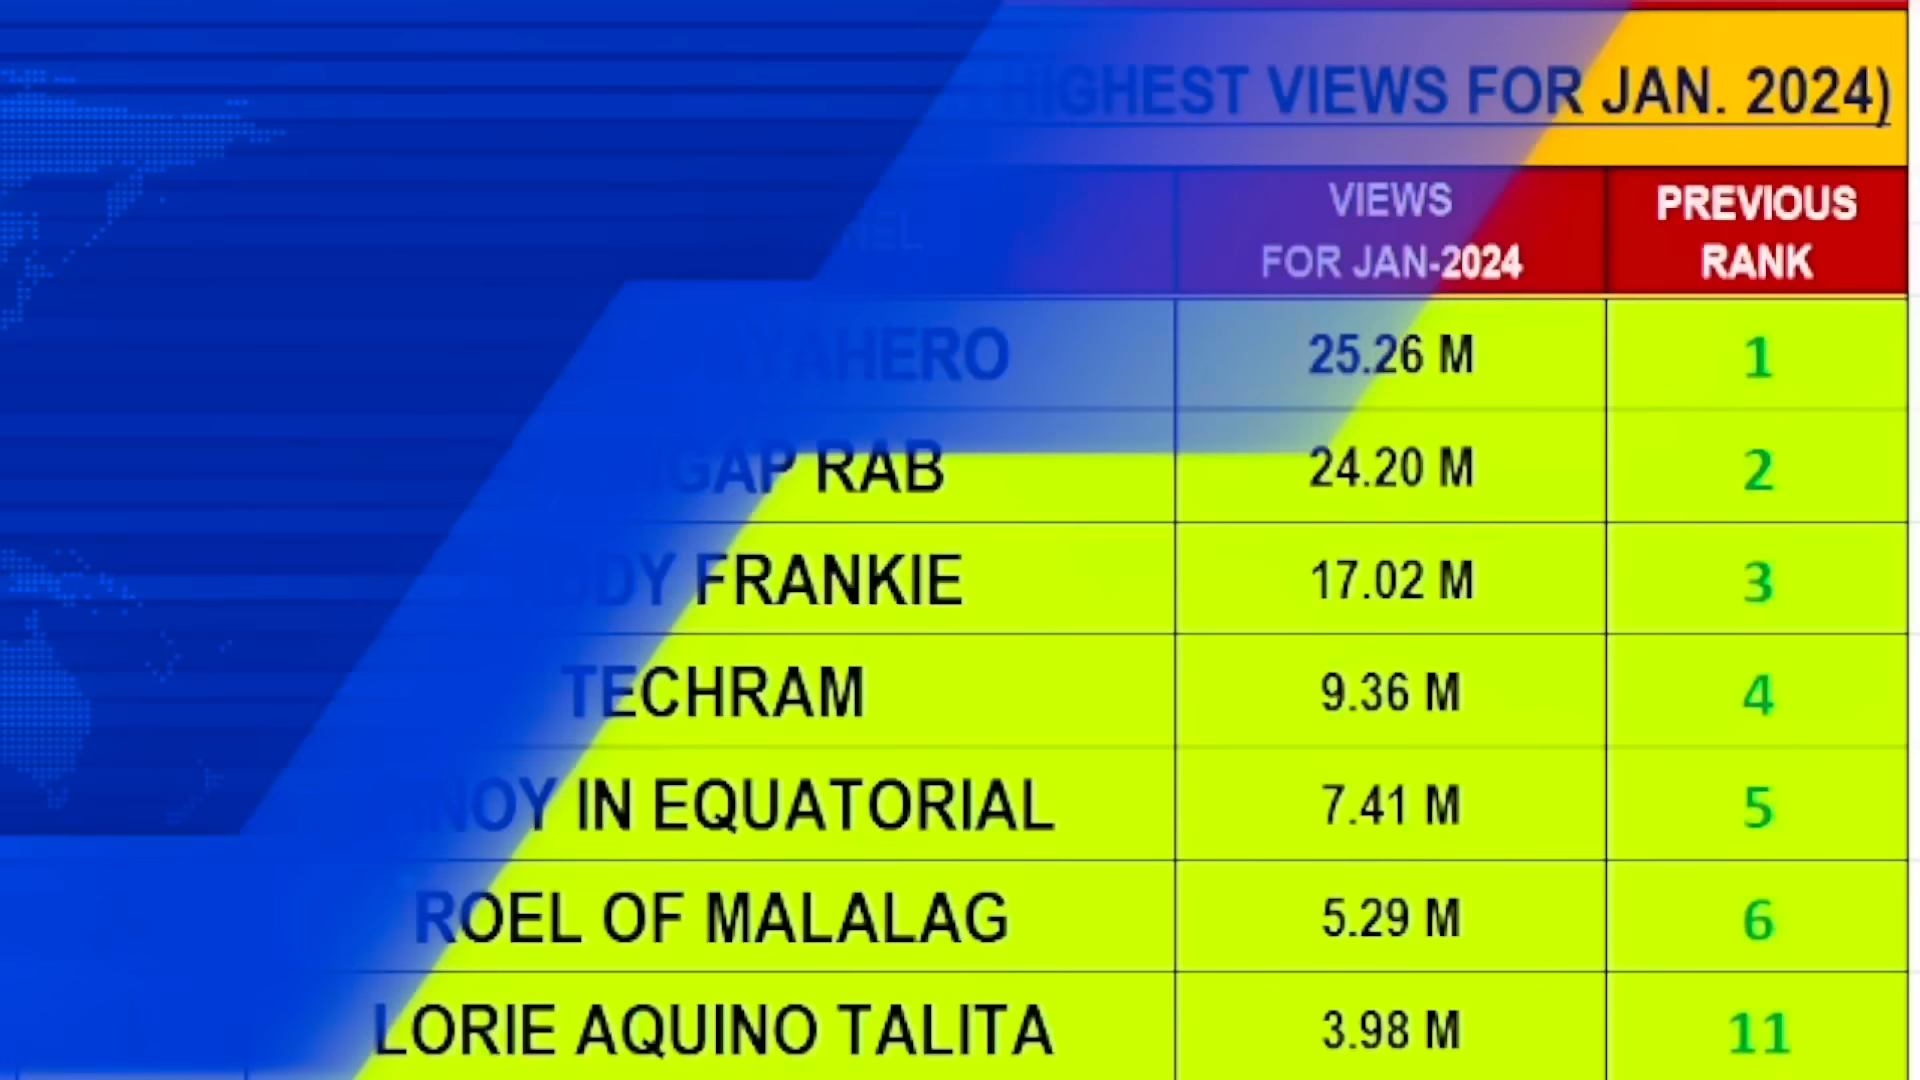 HIGHEST VIEWS FOR JAN. 2024)
VIEWS
FOR JAN-2024
PREVIOUS
RANK
25.26 M
1
RAB
24.20 M
2
FRANKIE
17.02 M
3
TECHRAM
9.36 M
4
IN EQUATORIAL
7.41 M
5
ROEL OF MALALAG
5.29 M
6
LORIE AQUINO TALITA
3.98 M
11